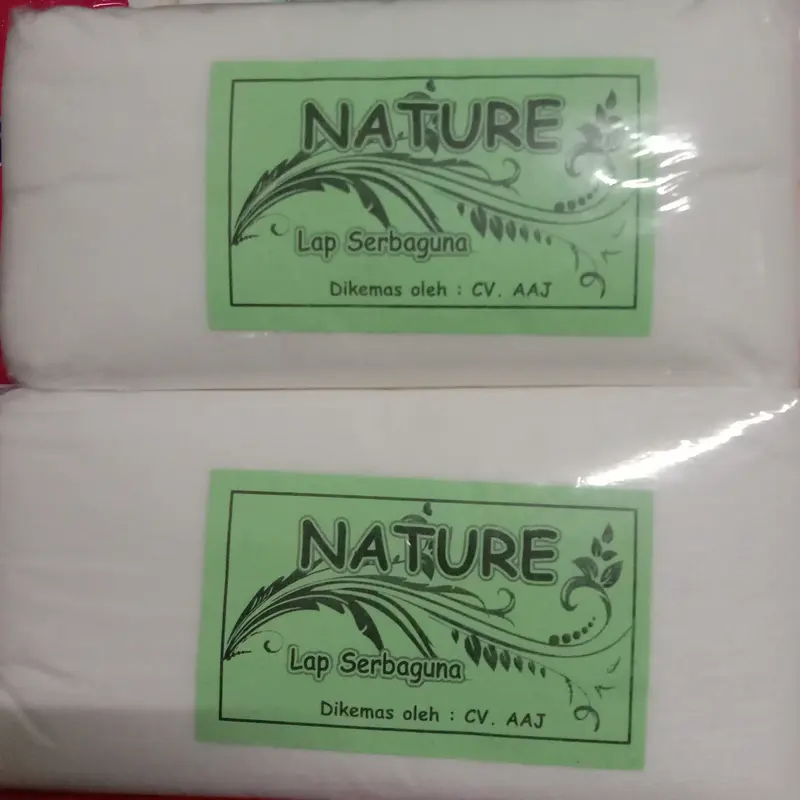 NATURE
Lap Serbaguna
Dikemas oleh : CV. AAJ
NATURE
Lap Serbaguna
Dikemas oleh : CV. AAJ